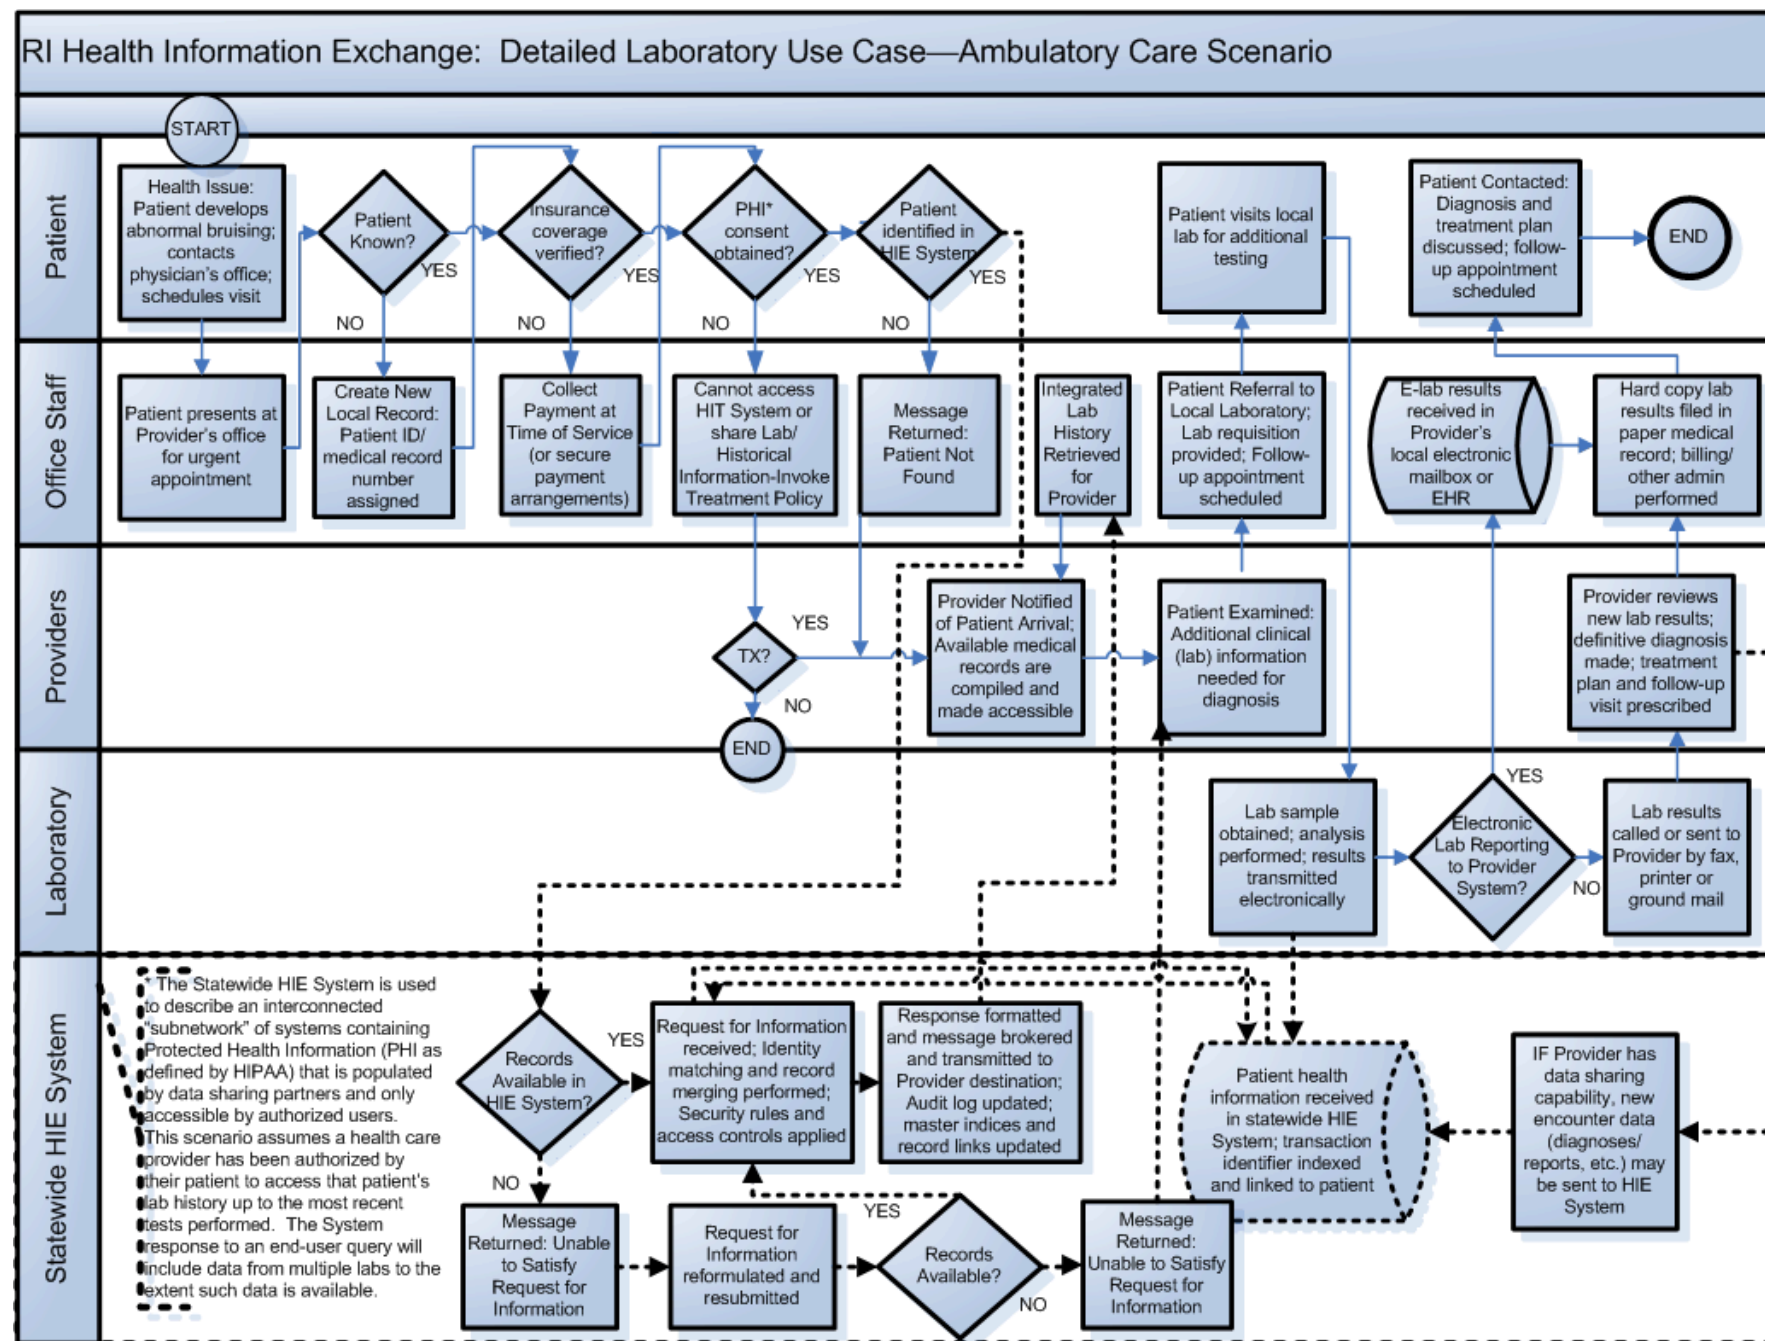 RI Health Information Exchange:  Detailed Laboratory Use Case—Ambulatory Care Scenario
START
Patient
Health Issue:
Patient develops
abnormal bruising;
contacts
physician's office;
schedules visit
Patient
Known?
YES
NO
Insurance
coverage
verified?
YES
NO
PHI*
consent
obtained?
YES
NO
Patient
identified in
HIE System
YES
NO
Patient visits local
lab for additional
testing
Patient Contacted:
Diagnosis and
treatment plan
discussed; follow-
up appointment
scheduled
END
Office Staff
Patient presents at
Provider's office
for urgent
appointment
Create New
Local Record:
Patient ID/
medical record
number
assigned
Collect
Payment at
Time of Service
(or secure
payment
arrangements)
Cannot access
HIT System or
share Lab/
Historical
Information-Invoke
Treatment Policy
Message
Returned:
Patient Not
Found
Integrated
Lab
History
Retrieved
for
Provider
Patient Referral to
Local Laboratory;
Lab requisition
provided; Follow-
up appointment
scheduled
E-lab results
received in
Provider's
local electronic
mailbox or
EHR
Hard copy lab
results filed in
paper medical
record; billing/
other admin
performed
Providers
TX?
YES
NO
END
Provider Notified
of Patient Arrival;
Available medical
records are
compiled and
made accessible
Patient Examined:
Additional clinical
(lab) information
needed for
diagnosis
Provider reviews
new lab results;
definitive diagnosis
made; treatment
plan and follow-up
visit prescribed
Laboratory
Lab sample
obtained; analysis
performed; results
transmitted
electronically
Electronic
Lab Reporting
to Provider
System?
YES
NO
Lab results
called or sent to
Provider by fax,
printer or
ground mail
Statewide HIE System
* The Statewide HIE System is used
to describe an interconnected
"subnetwork" of systems containing
Protected Health Information (PHI as
defined by HIPAA) that is populated
by data sharing partners and only
accessible by authorized users.
This scenario assumes a health care
provider has been authorized by
their patient to access that patient's
lab history up to the most recent
tests performed.  The System
response to an end-user query will
include data from multiple labs to the
extent such data is available.
Records
Available in
HIE System?
YES
NO
Request for Information
received; Identity
matching and record
merging performed;
Security rules and
access controls applied
Response formatted
and message brokered
and transmitted to
Provider destination;
Audit log updated;
master indices and
record links updated
Patient health
information received
in statewide HIE
System; transaction
identifier indexed
and linked to patient
IF Provider has
data sharing
capability, new
encounter data
(diagnoses/
reports, etc.) may
be sent to HIE
System
Message
Returned: Unable
to Satisfy
Request for
Information
Request for
Information
reformulated and
resubmitted
Records
Available?
YES
NO
Message
Returned:
Unable to Satisfy
Request for
Information